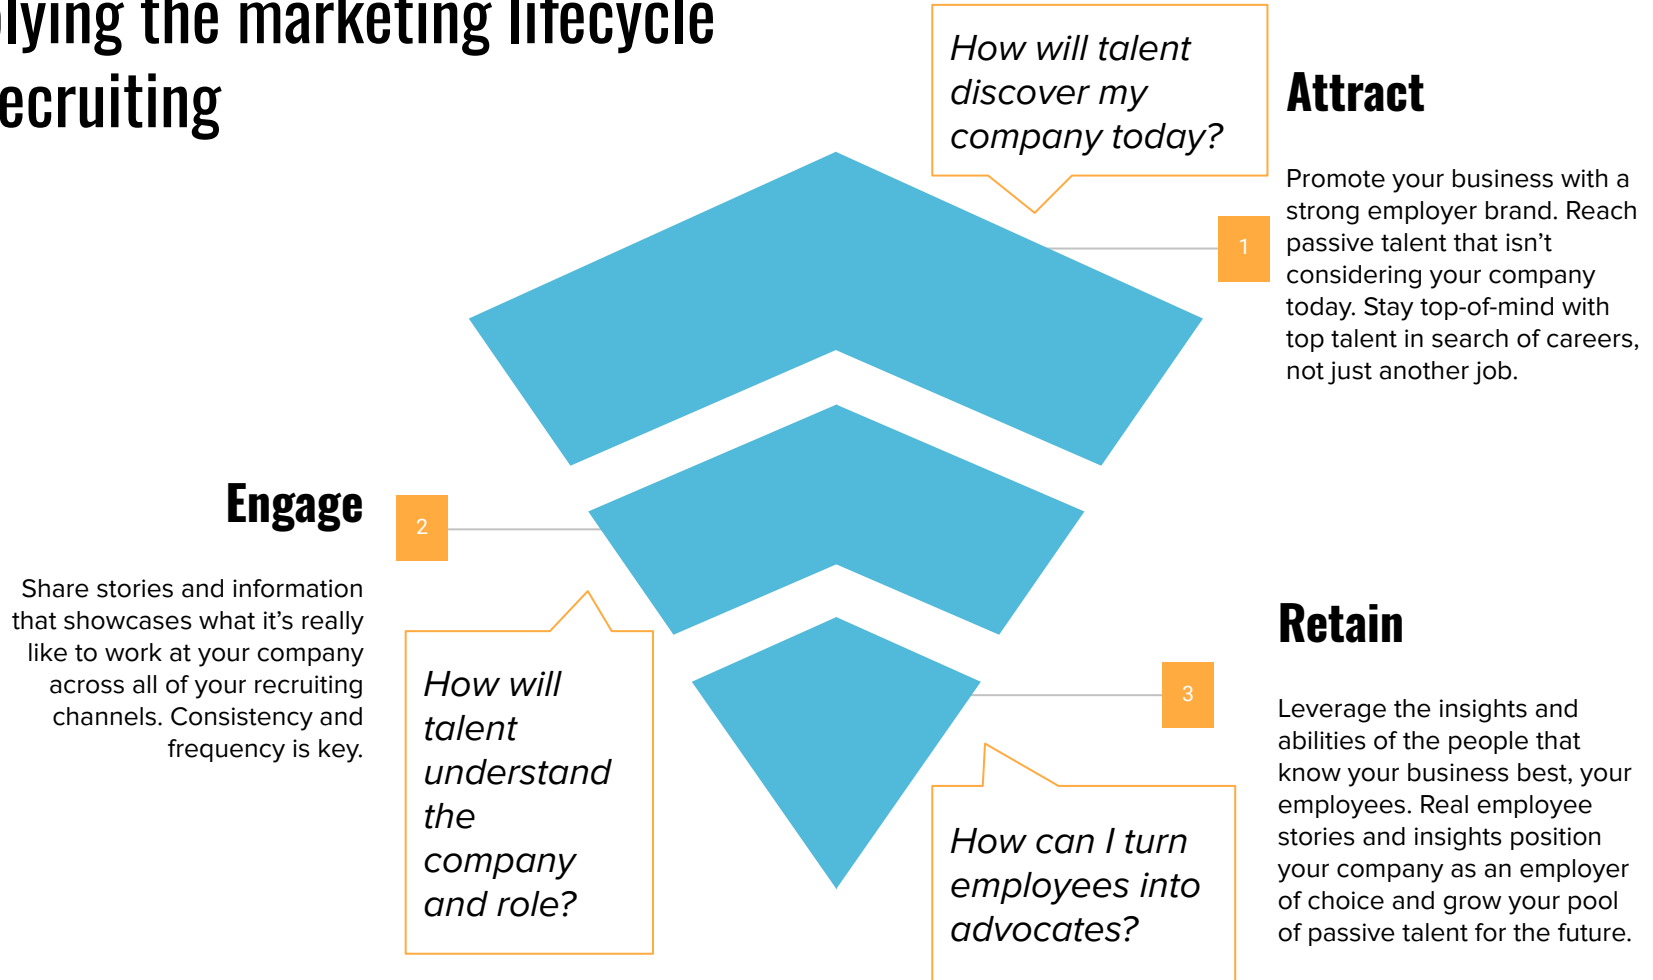 lying the marketing lifecycle
ecruiting
How will talent
discover my
company today?
Attract
Promote your business with a
strong employer brand. Reach
passive talent that isn’t
considering your company
today. Stay top-of-mind with
top talent in search of careers,
not just another job.
1
Engage
2
Share stories and information
that showcases what it’s really
like to work at your company
across all of your recruiting
channels. Consistency and
frequency is key.
How will
talent
understand
the
company
and role?
Retain
3
Leverage the insights and
abilities of the people that
know your business best, your
employees. Real employee
stories and insights position
your company as an employer
of choice and grow your pool
of passive talent for the future.
How can I turn
employees into
advocates?